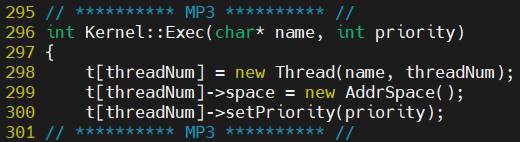 295 // ********** MP3 ********** //
296 int Kernel::Exec(char* name, int priority)
297 {
298     t[threadNum] = new Thread(name, threadNum);
299     t[threadNum]->space = new AddrSpace();
300     t[threadNum]->setPriority(priority);
301 // ********** MP3 ********** //